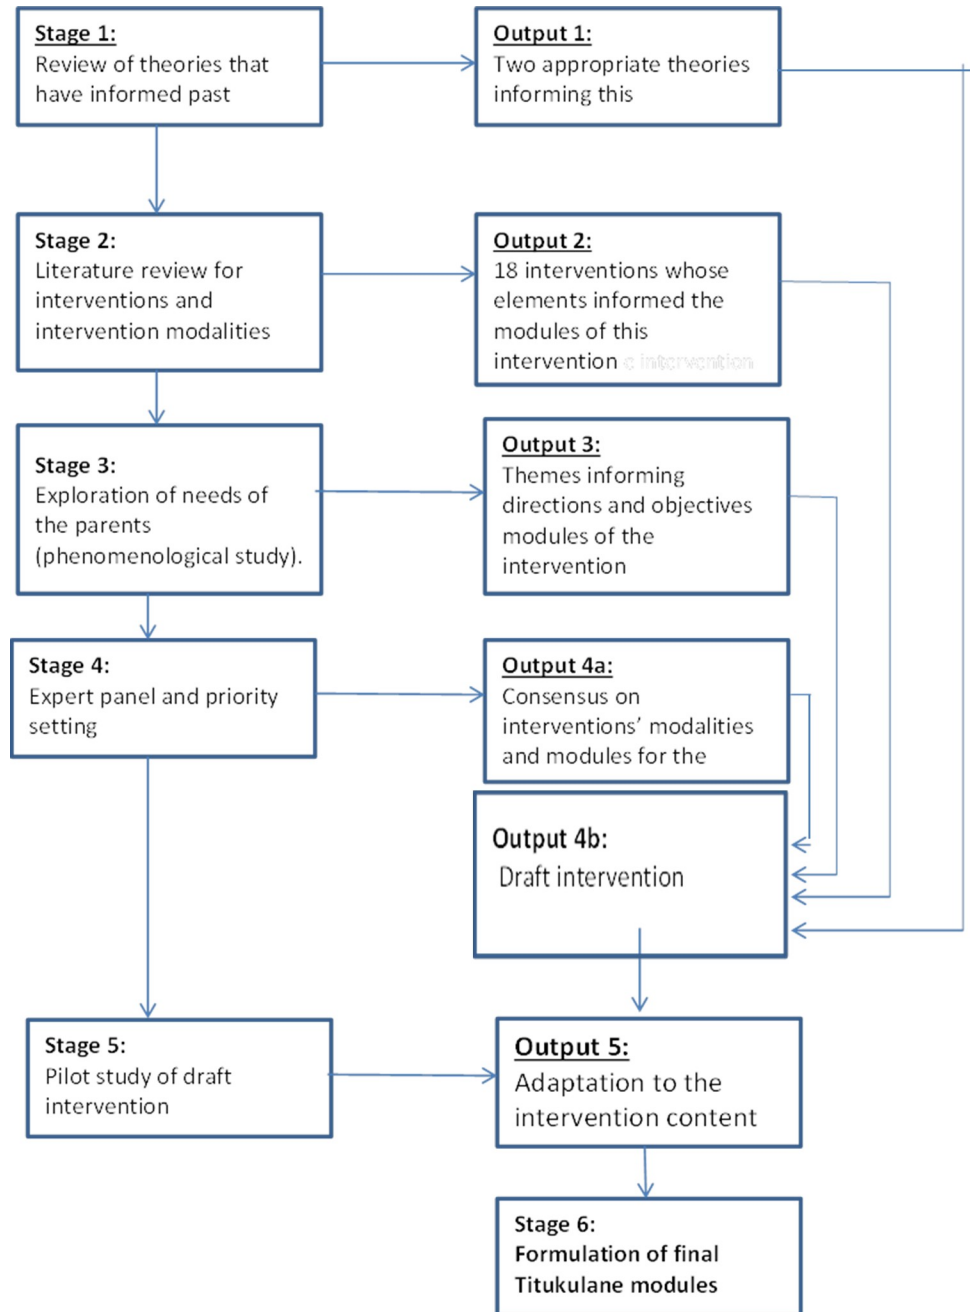 Stage 1:
Review of theories that
have informed past
Output 1:
Two appropriate theories
informing this
Stage 2:
Literature review for
interventions and
intervention modalities
Output 2:
18 interventions whose
elements informed the
modules of this
intervention e intervention
Stage 3:
Exploration of needs of
the parents
(phenomenological study).
Output 3:
Themes informing
directions and objectives
modules of the
intervention
Stage 4:
Expert panel and priority
setting
Output 4a:
Consensus on
interventions’ modalities
and modules for the
Output 4b:
Draft intervention
Stage 5:
Pilot study of draft
intervention
Output 5:
Adaptation to the
intervention content
Stage 6:
Formulation of final
Titukulane modules